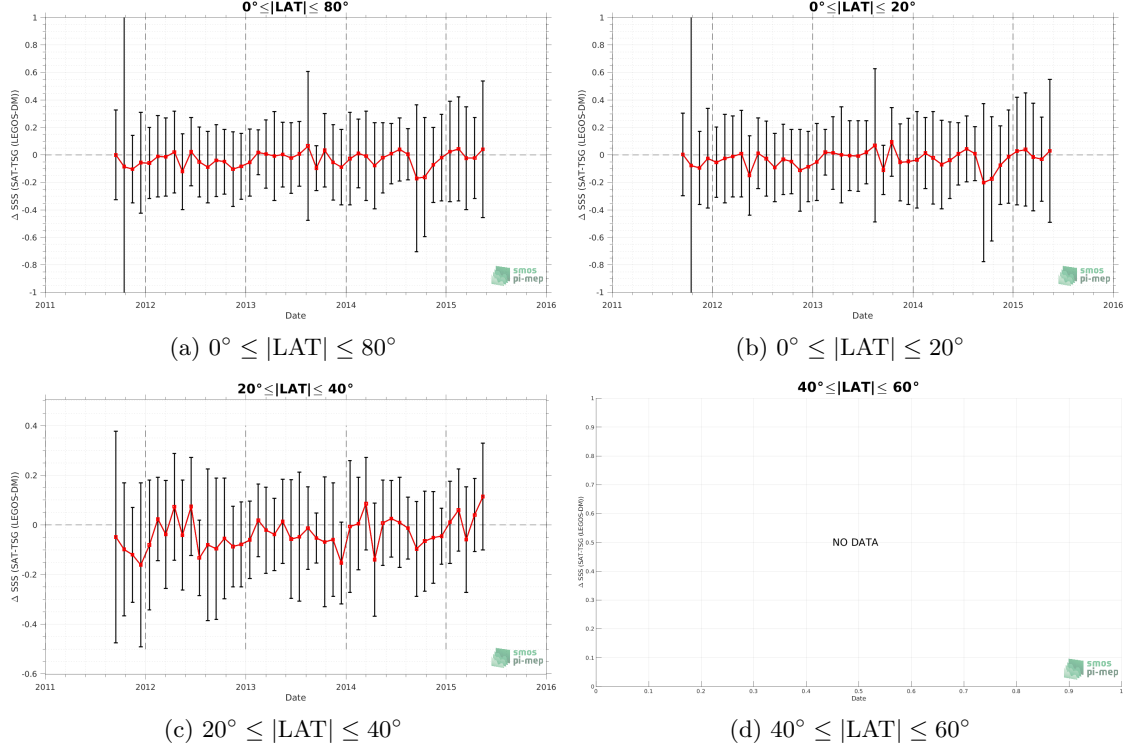 0°≤|LAT|≤ 80°
Δ SSS (SAT-TSG (LEGOS-DM))
1
0.8
0.6
0.4
0.2
0
-0.2
-0.4
-0.6
-0.8
-1
2011
2012
2013
2014
2015
2016
Date
smos
pi-mep
(a) 0° ≤ |LAT| ≤ 80°
0°≤|LAT|≤ 20°
Δ SSS (SAT-TSG (LEGOS-DM))
1
0.8
0.6
0.4
0.2
0
-0.2
-0.4
-0.6
-0.8
-1
2011
2012
2013
2014
2015
2016
Date
smos
pi-mep
(b) 0° ≤ |LAT| ≤ 20°
20°≤|LAT|≤ 40°
Δ SSS (SAT-TSG (LEGOS-DM))
0.4
0.2
0
-0.2
-0.4
-0.6
2011
2012
2013
2014
2015
2016
Date
smos
pi-mep
(c) 20° ≤ |LAT| ≤ 40°
40°≤|LAT|≤ 60°
Δ SSS (SAT-TSG (LEGOS-DM))
1
0.9
0.8
0.7
0.6
0.5
0.4
0.3
0.2
0.1
0
NO DATA
0
0.1
0.2
0.3
0.4
0.5
0.6
0.7
0.8
0.9
1
Date
smos
pi-mep
(d) 40° ≤ |LAT| ≤ 60°